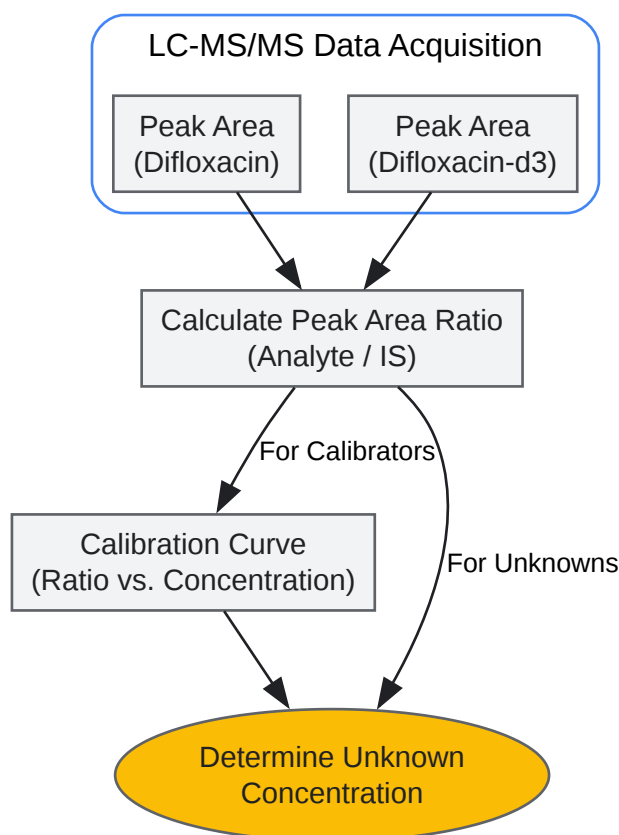 LC-MS/MS Data Acquisition
Peak Area
(Difloxacin)
Peak Area
(Difloxacin-d3)
Calculate Peak Area Ratio
(Analyte / IS)
For Calibrators
Calibration Curve
(Ratio vs. Concentration)
For Unknowns
Determine Unknown
Concentration